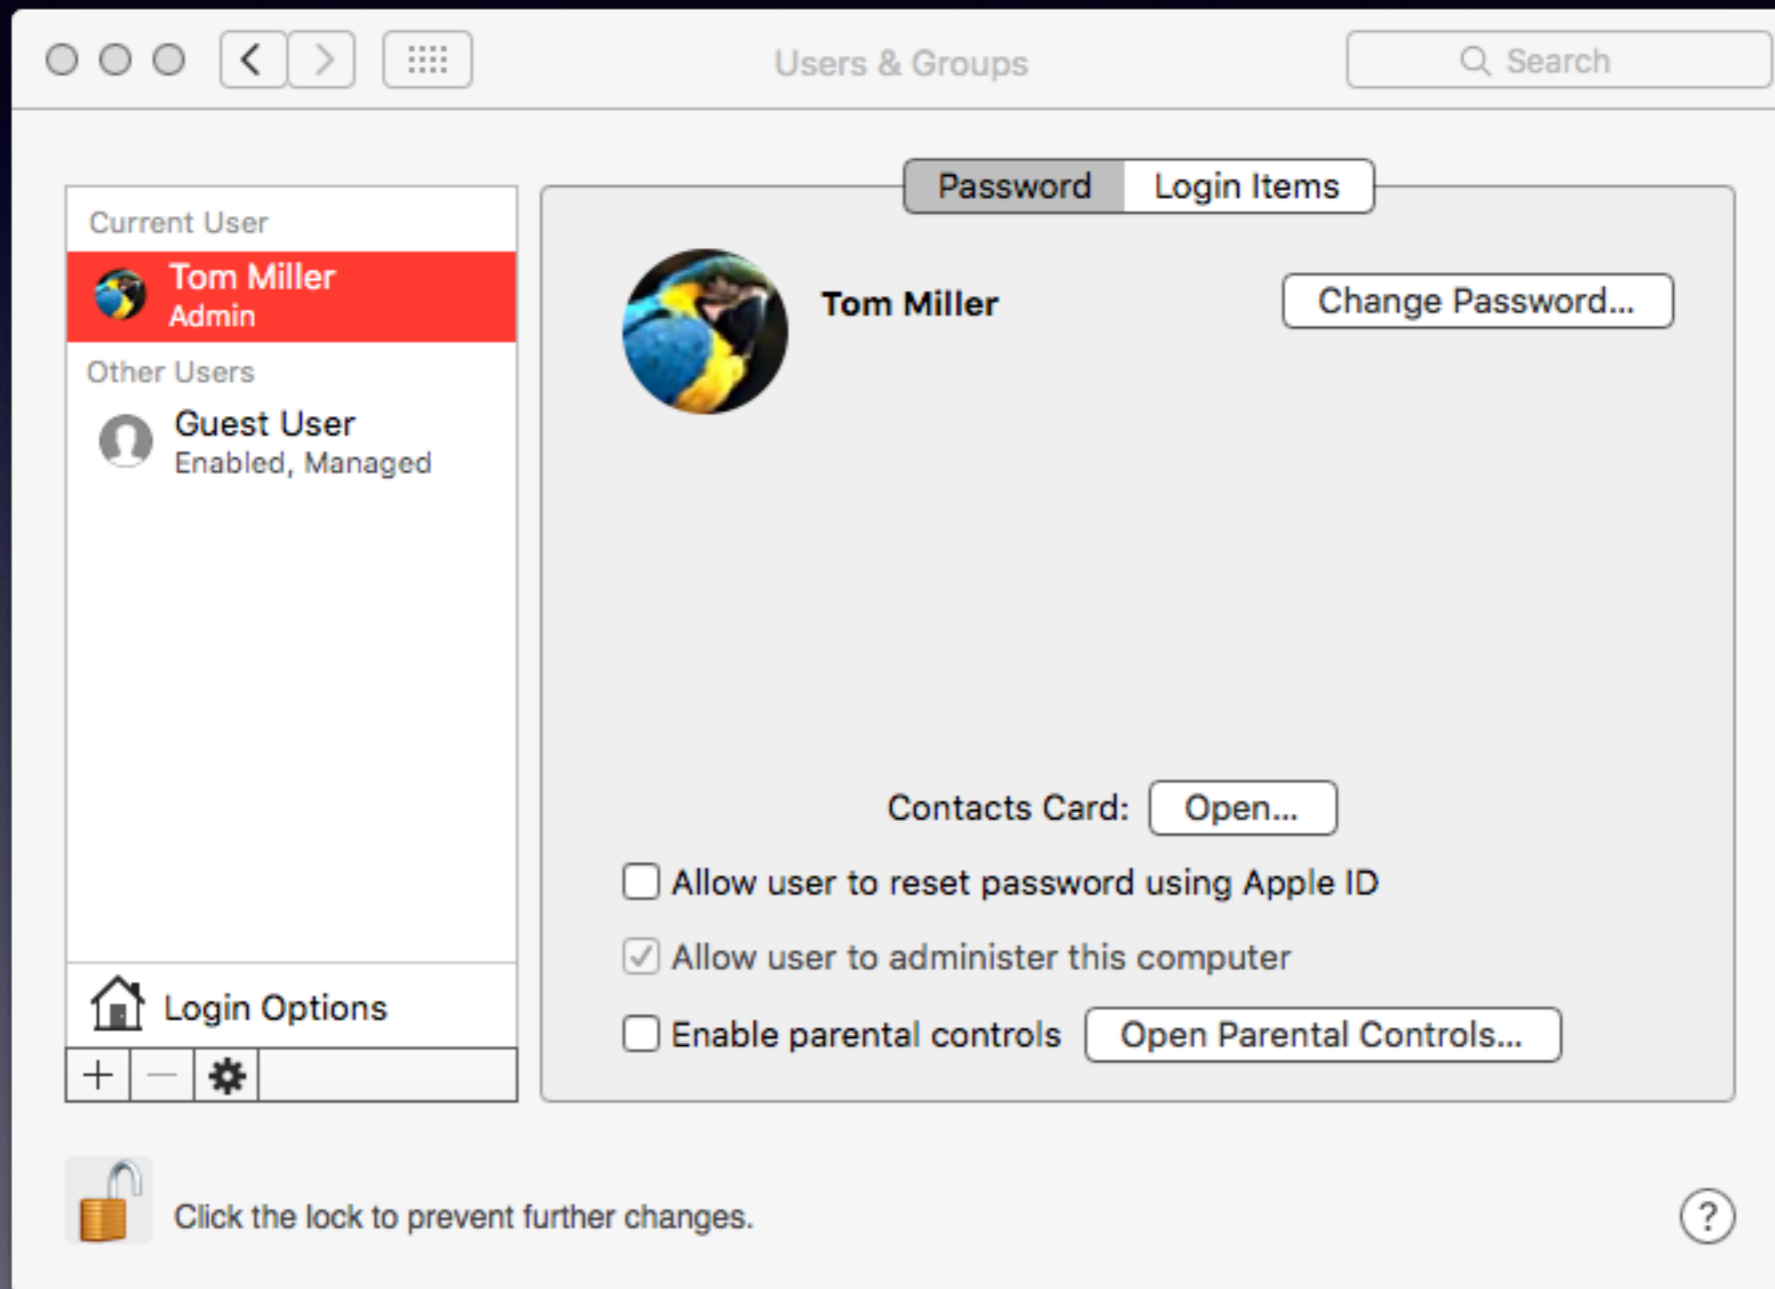 Users & Groups
Search
Password
Login Items
Current User
Tom Miller
Admin
Other Users
Guest User
Enabled, Managed
Login Options
Tom Miller
Change Password...
Contacts Card:
Open...
Allow user to reset password using Apple ID
Allow user to administer this computer
Enable parental controls
Open Parental Controls...
Click the lock to prevent further changes.
?